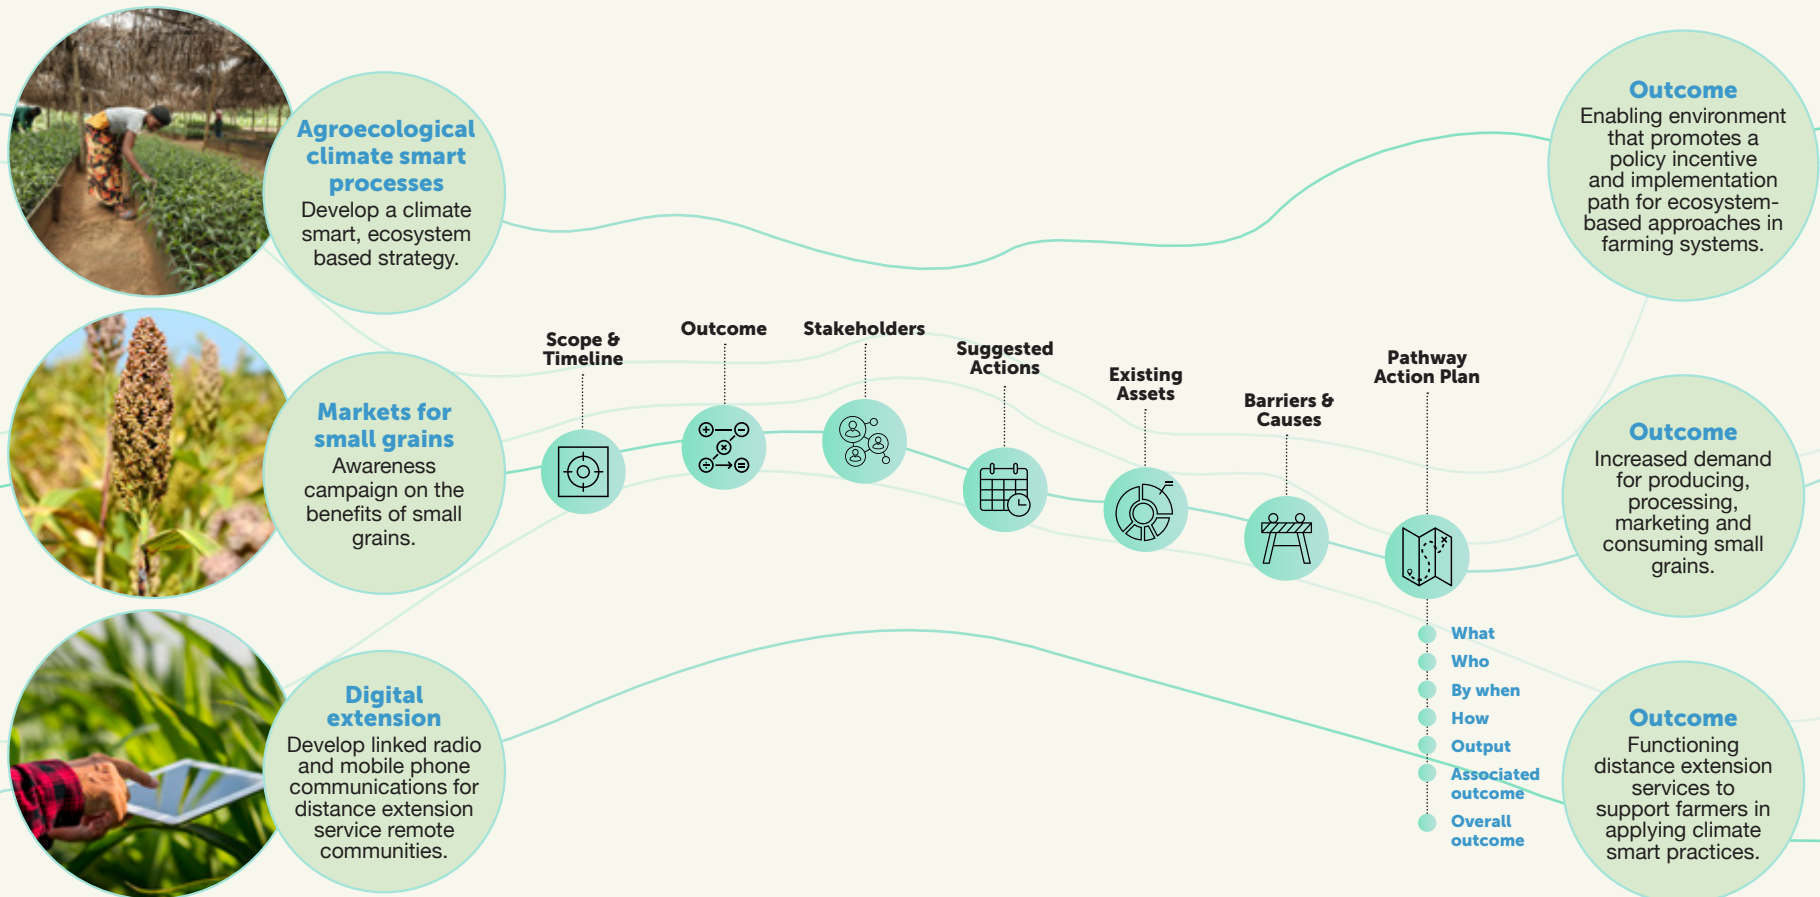 Agroecological
climate smart
processes
Develop a climate
smart, ecosystem
based strategy.
Markets for
small grains
Awareness
campaign on the
benefits of small
grains.
Digital
extension
Develop linked radio
and mobile phone
communications for
distance extension
service remote
communities.
Scope &
Timeline
Outcome
Stakeholders
Suggested
Actions
Existing
Assets
Barriers &
Causes
Pathway
Action Plan
What
Who
By when
How
Output
Associated
outcome
Overall
outcome
Outcome
Enabling environment
that promotes a
policy incentive
and implementation
path for ecosystem-
based approaches in
farming systems.
Outcome
Increased demand
for producing,
processing,
marketing and
consuming small
grains.
Outcome
Functioning
distance extension
services to
support farmers in
applying climate
smart practices.